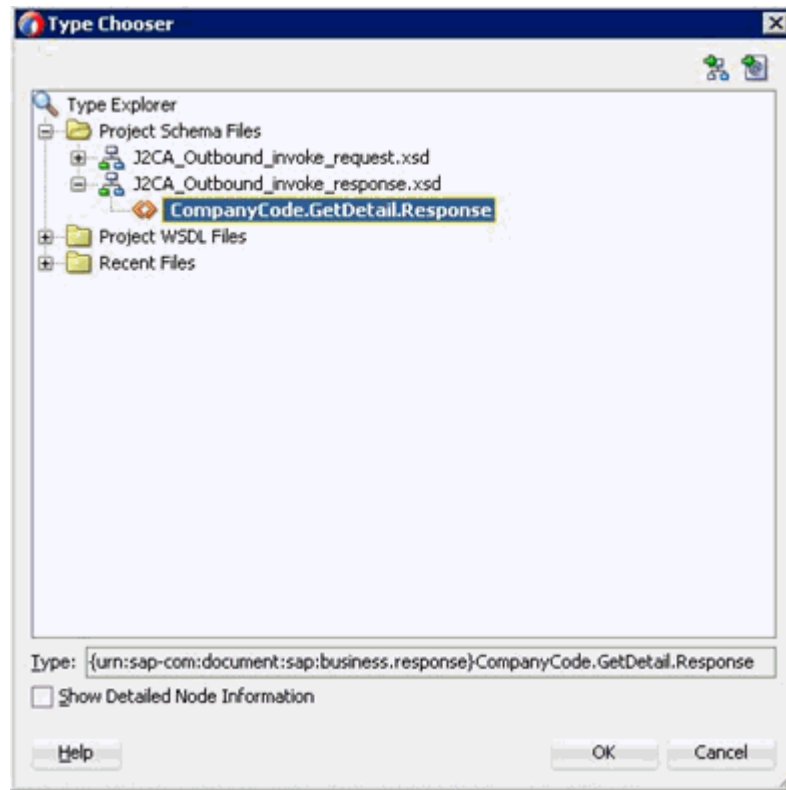 Type Chooser
Type Explorer
Project Schema Files
J2CA_Outbound_invoke_request.xsd
J2CA_Outbound_invoke_response.xsd
CompanyCode.GetDetail.Response
Project WSDL Files
Recent Files
Type: {urn:sap-com:document:sap:business.response}CompanyCode.GetDetail.Response
Show Detailed Node Information
Help OK Cancel